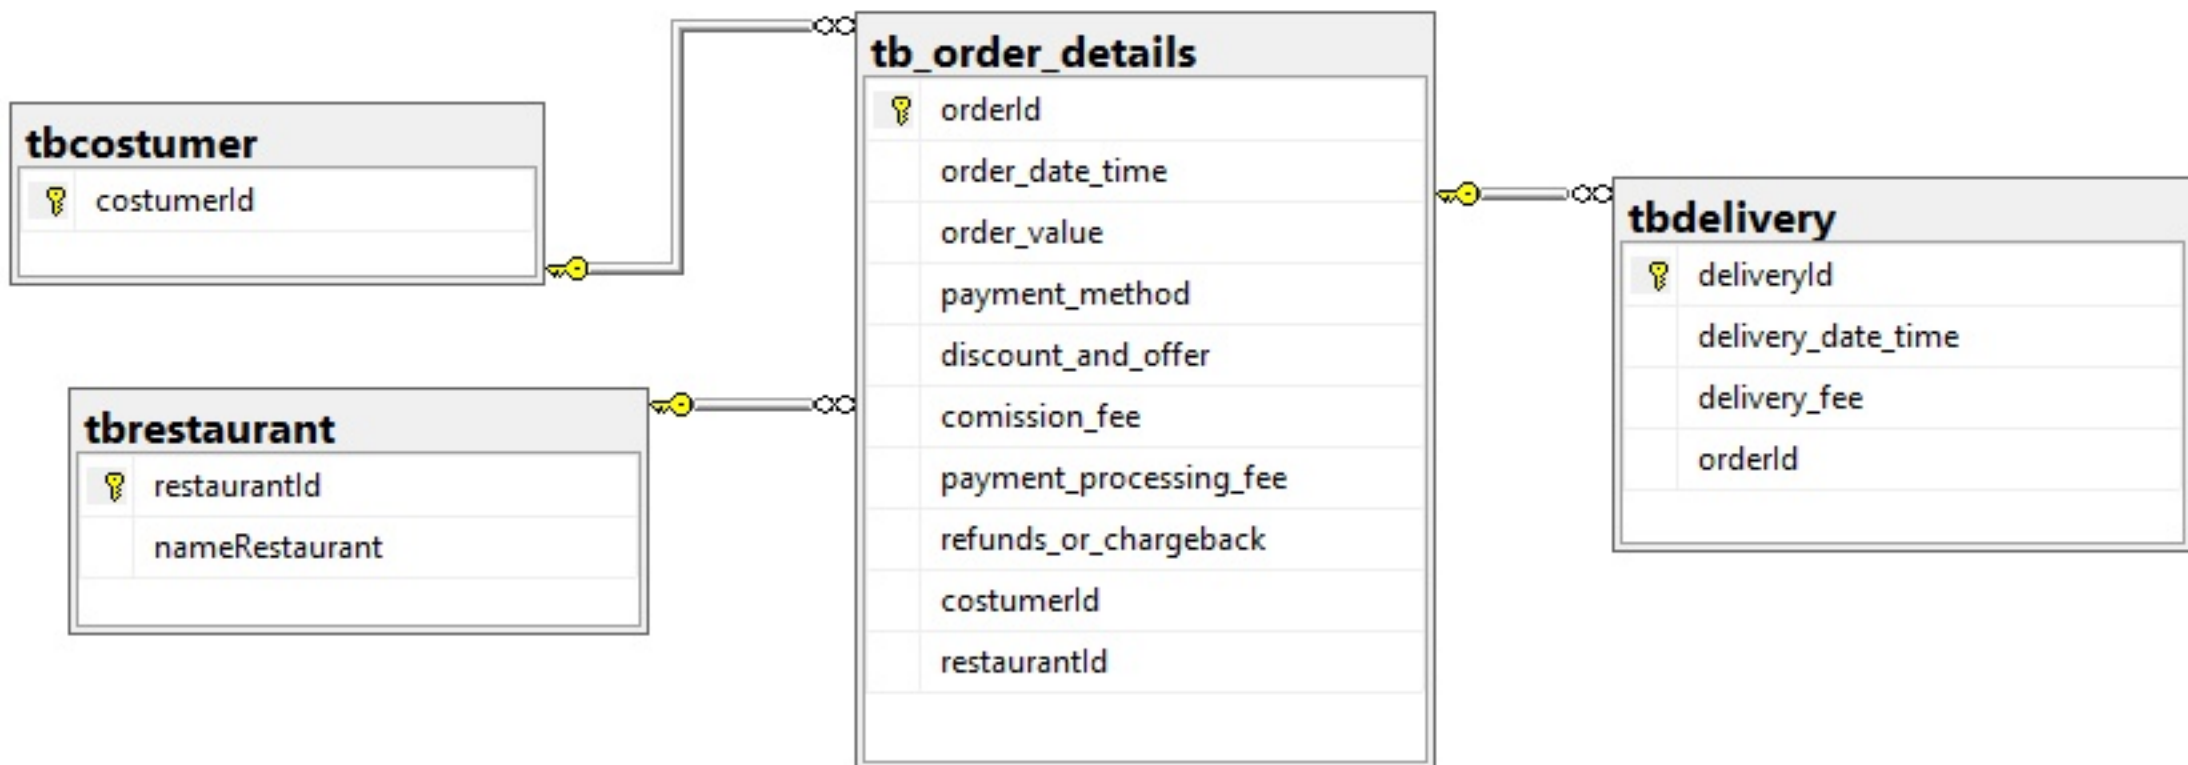 tbcostumer
costumerId
tbrestaurant
restaurantId
nameRestaurant
tb_order_details
orderId
order_date_time
order_value
payment_method
discount_and_offer
comission_fee
payment_processing_fee
refunds_or_chargeback
costumerId
restaurantId
tbdelivery
deliveryId
delivery_date_time
delivery_fee
orderId